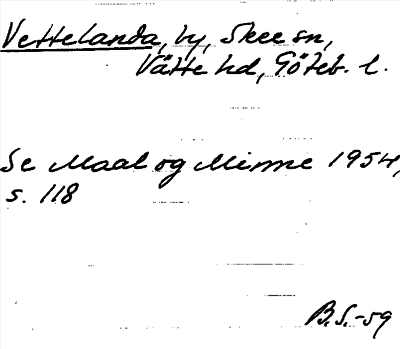 Vettelanda, by, Skee sn,
Vätte hd, Göteb. l.
Se Maal og Minne 1954,
s. 118
B.S.-59